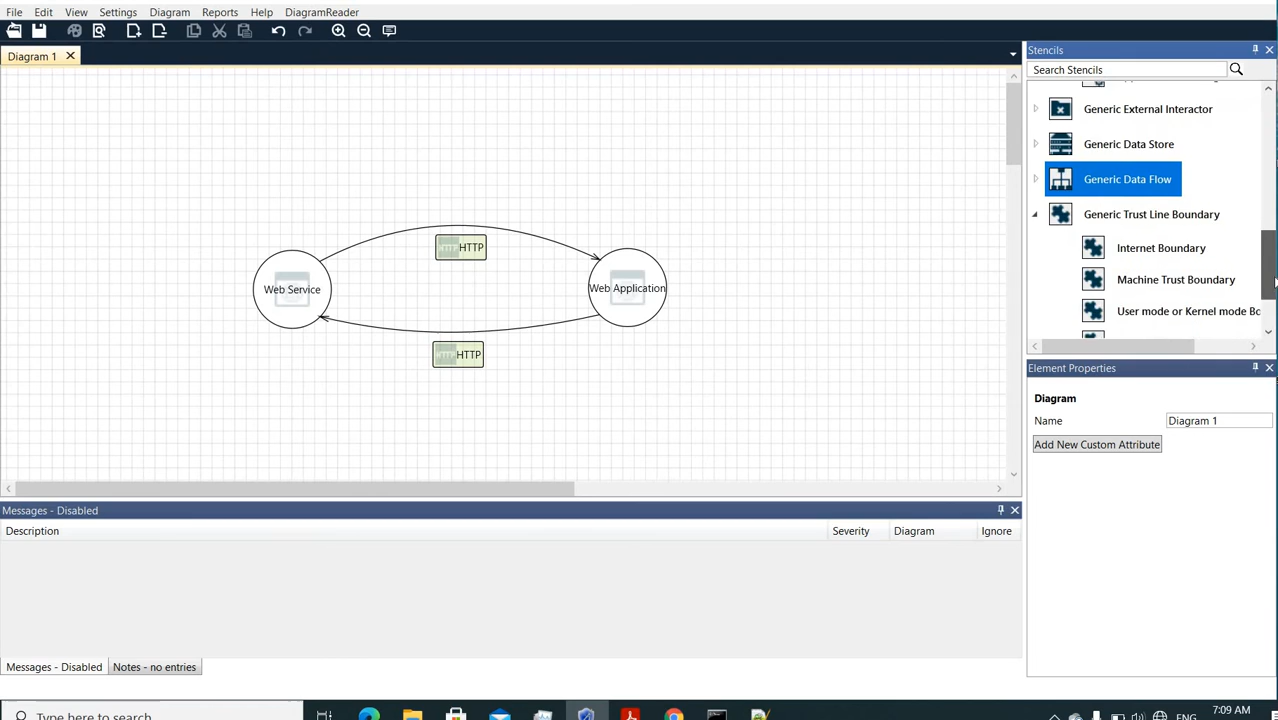 File Edit View Settings Diagram Reports Help DiagramReader
Diagram 1
Stencils
Search Stencils
Generic External Interactor
Generic Data Store
Generic Data Flow
Generic Trust Line Boundary
Internet Boundary
Machine Trust Boundary
User mode or Kernel mode Bo
HTTP HTTP
Web Service
Web Application
HTTP HTTP
Element Properties
Diagram
Name Diagram 1
Add New Custom Attribute
Messages - Disabled
Description Severity Diagram Ignore
Messages - Disabled Notes - no entries
Type here to search
ENG
7:09 AM